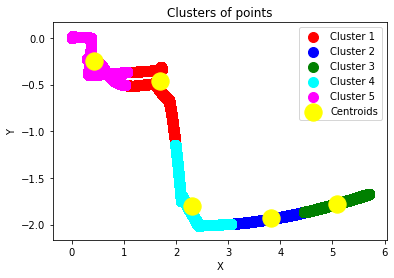 Clusters of points
Cluster 1
Cluster 2
Cluster 3
Cluster 4
Cluster 5
Centroids
Y
0.0
−0.5
−1.0
−1.5
−2.0
0 1 2 3 4 5 6
X